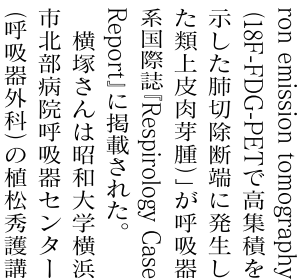 ron emission tomography
(18F-FDG-PETで高集積を
示した肺切除断端に発生し
た類上皮肉芽腫)」が呼吸器
系国際誌『Respirology Case
Report』に掲載された。
横塚さんは昭和大学横浜
市北部病院呼吸器センター
(呼吸器外科)の植松秀護講